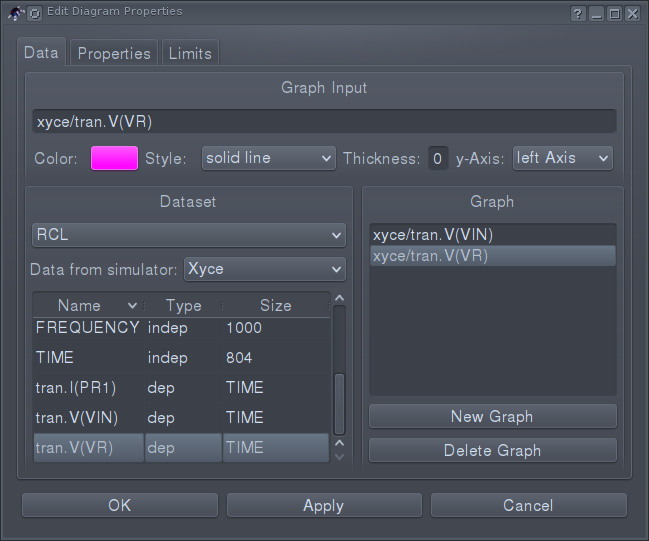 Edit Diagram Properties
Data Properties Limits
Graph Input
xyce/tran.V(VR)
Color: Style: solid line Thickness: 0 y-Axis: left Axis
Dataset
RCL
Data from simulator: Xyce
Name Type Size
FREQUENCY indep 1000
TIME indep 804
tran.I(PR1) dep TIME
tran.V(VIN) dep TIME
tran.V(VR) dep TIME
Graph
xyce/tran.V(VIN)
xyce/tran.V(VR)
New Graph
Delete Graph
OK Apply Cancel